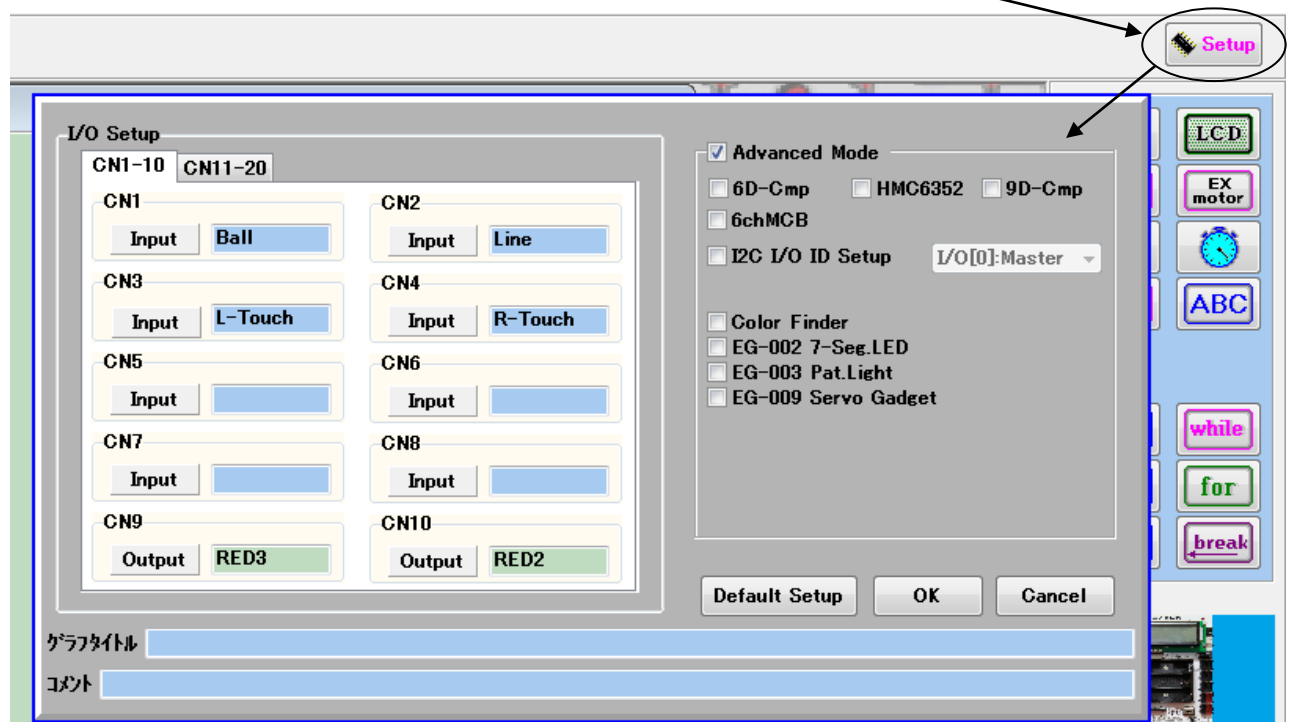 Setup
I/O Setup
CN1-10 CN11-20
CN1
Input Ball
CN2
Input Line
CN3
Input L-Touch
CN4
Input R-Touch
CN5
Input
CN6
Input
CN7
Input
CN8
Input
CN9
Output RED3
CN10
Output RED2
Advanced Mode
6D-Cmp HMC6352 9D-Cmp
6chMCB
I2C I/O ID Setup I/O[0]:Master
Color Finder
EG-002 7-Seg.LED
EG-003 Pat.Light
EG-009 Servo Gadget
Default Setup OK Cancel
グラフタイトル
コメント
LCD
EX
motor
ABC
while
for
break